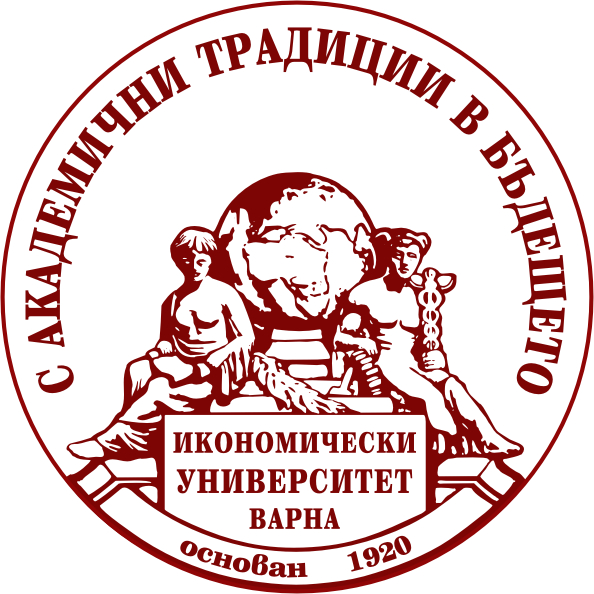 С АКАДЕМИЧНИ ТРАДИЦИИ В БЪДЕЩЕТО
ИКОНОМИЧЕСКИ
УНИВЕРСИТЕТ
ВАРНА
основан 1920